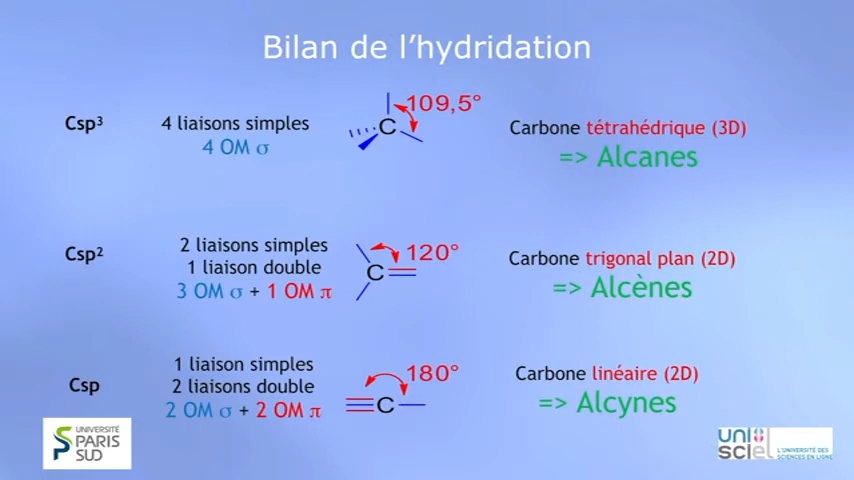 Bilan de l’hydridation
Csp³
4 liaisons simples
4 OM σ
C
109,5°
Carbone tétrahédrique (3D)
=> Alcanes
Csp²
2 liaisons simples
1 liaison double
3 OM σ + 1 OM π
C
120°
Carbone trigonal plan (2D)
=> Alcènes
Csp
1 liaison simples
2 liaisons double
2 OM σ + 2 OM π
C
180°
Carbone linéaire (2D)
=> Alcynes
UNIVERSITÉ
PARIS
SUD
uni
sciel
L'UNIVERSITÉ DES
SCIENCES EN LIGNE